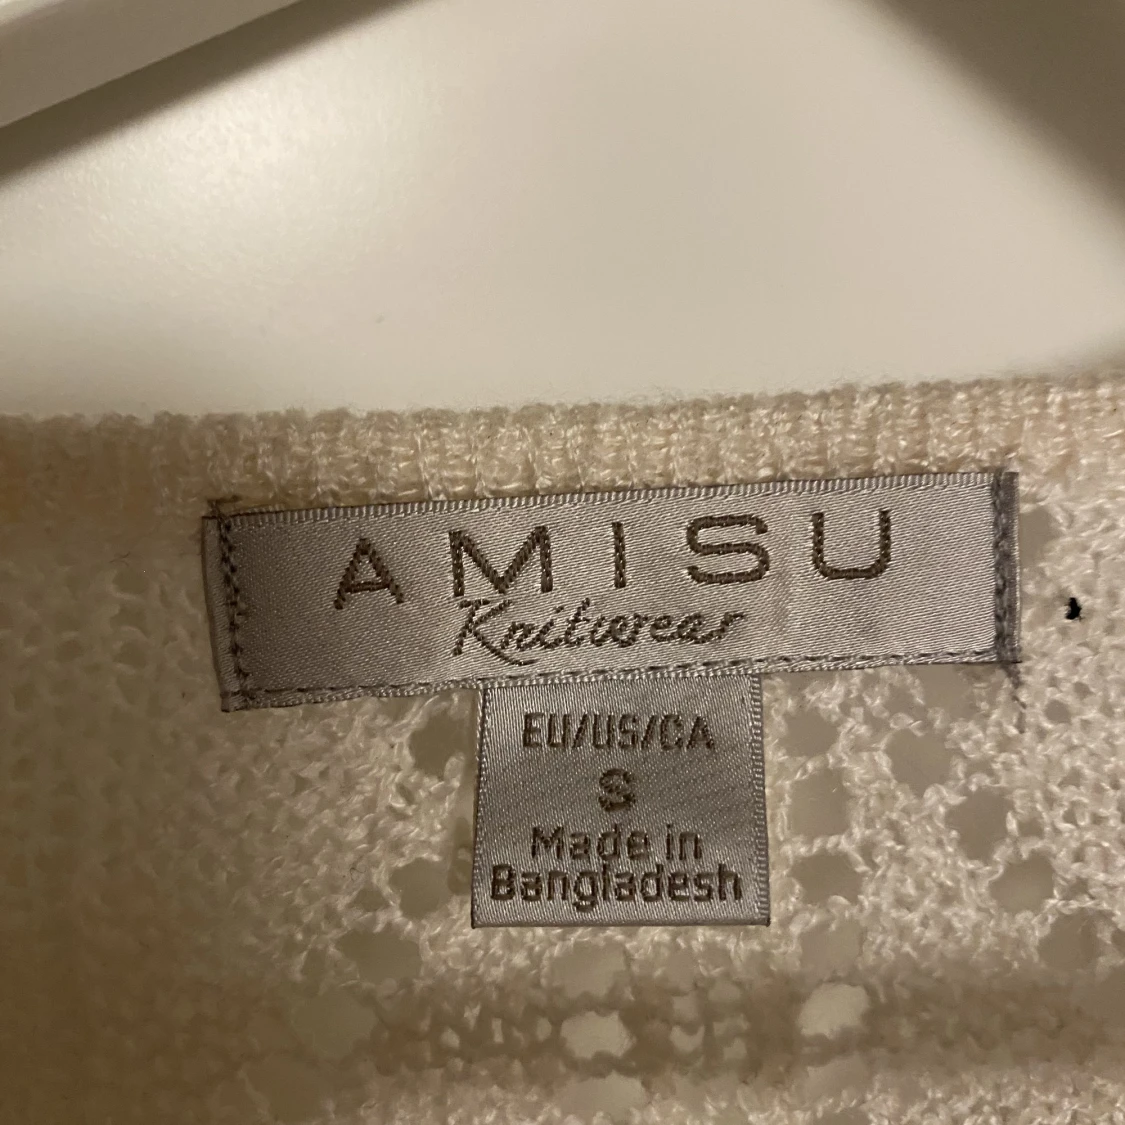 AMISU
Knitwear
EU/US/CA
S
Made in
Bangladesh